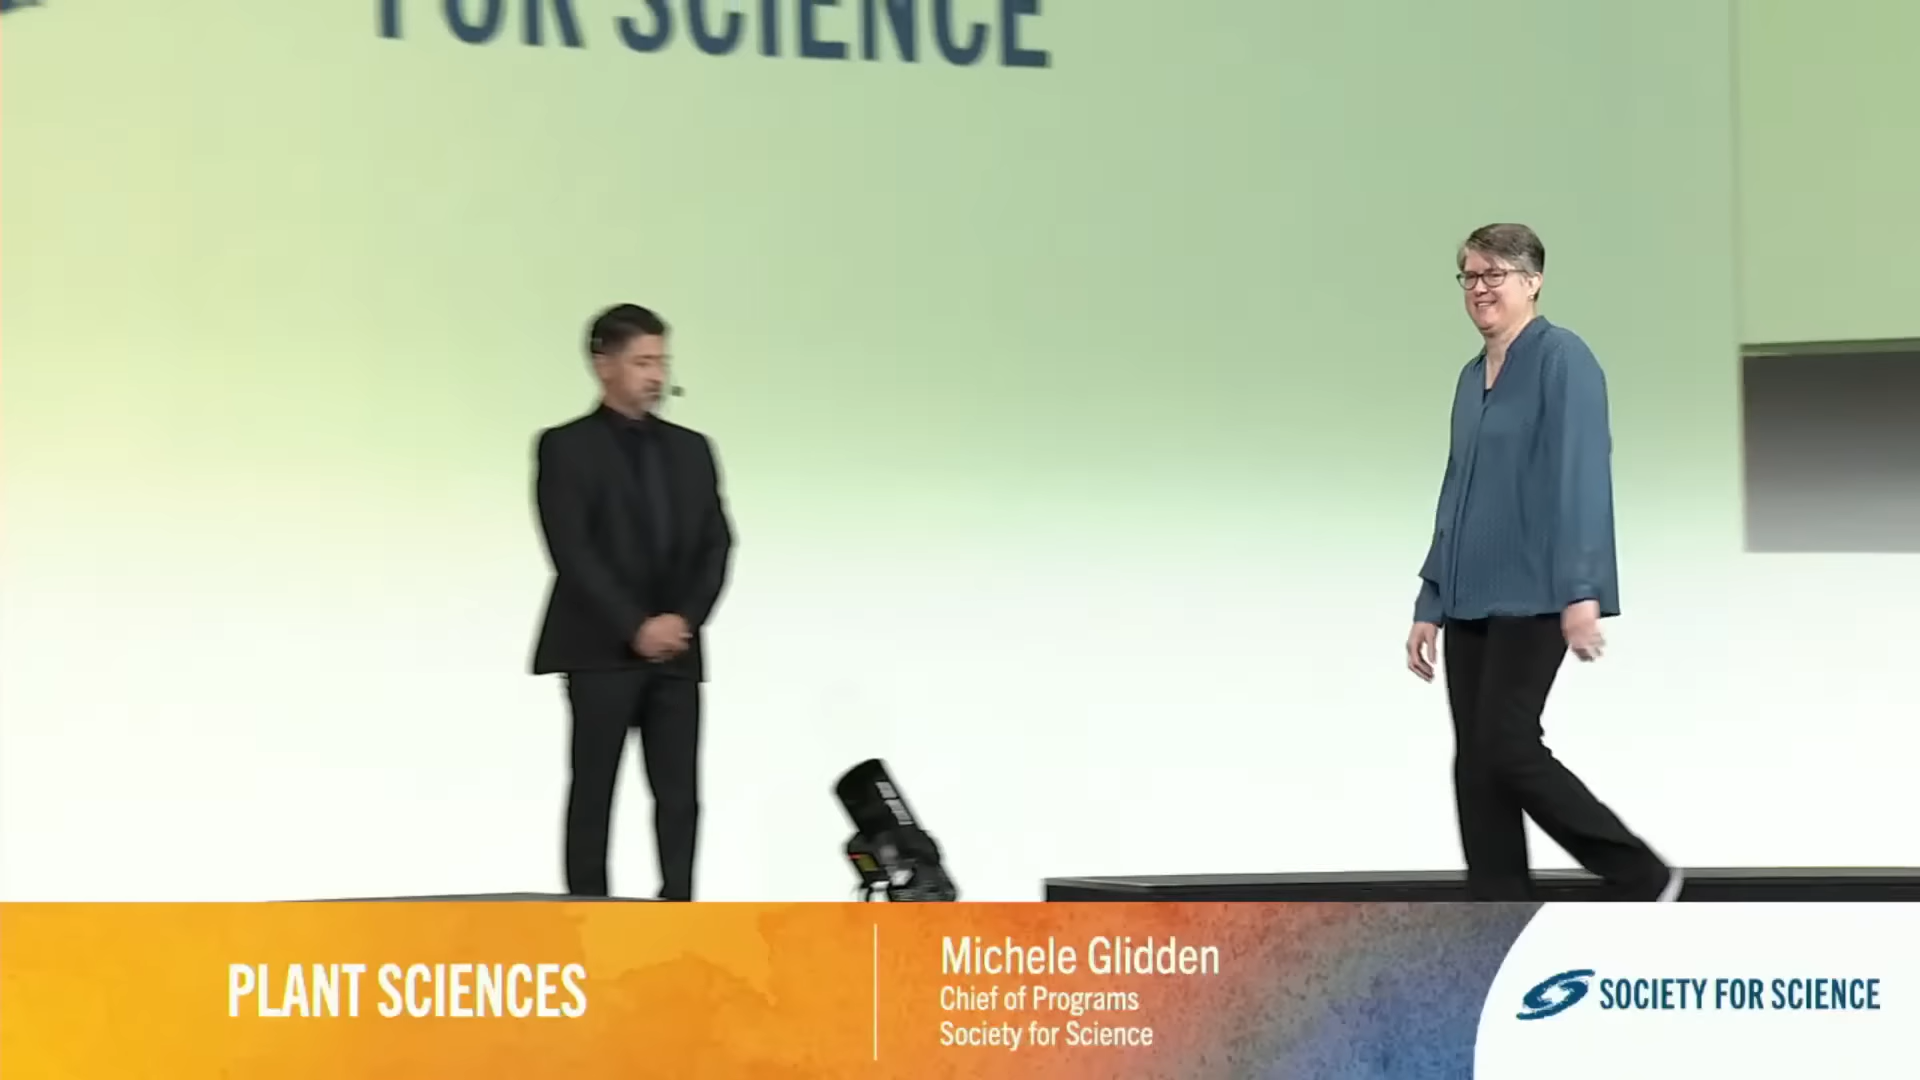 FOR SCIENCE
PLANT SCIENCES
Michele Glidden
Chief of Programs
Society for Science
SOCIETY FOR SCIENCE